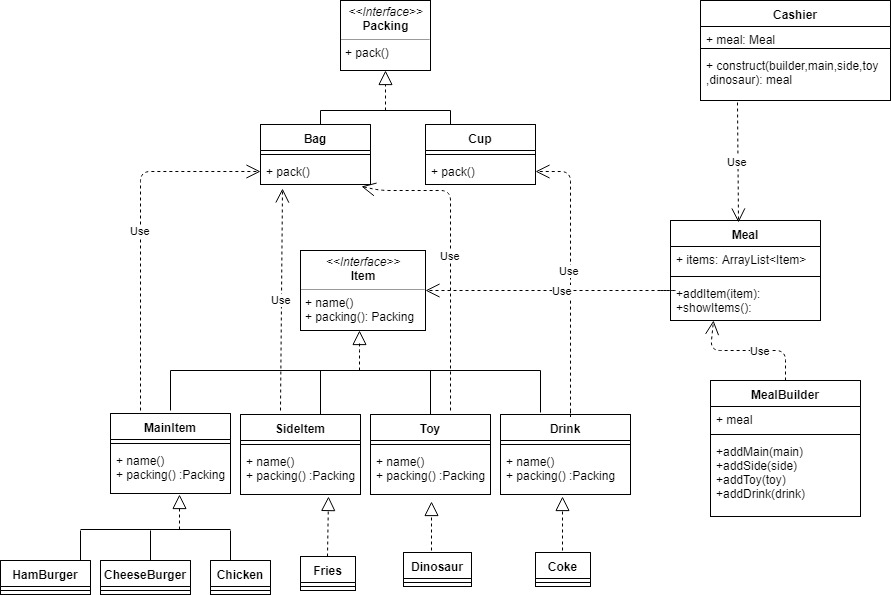 <<Interface>>
Packing
+ pack()
Cashier
+ meal: Meal
+ construct(builder,main,side,toy
,dinosaur): meal
Bag
+ pack()
Cup
+ pack()
Use
Use
Use
Use
Use
Use
<<Interface>>
Item
+ name()
+ packing(): Packing
Meal
+ items: ArrayList<Item>
+addItem(item):
+showItems():
Use
MealBuilder
+ meal
+addMain(main)
+addSide(side)
+addToy(toy)
+addDrink(drink)
MainItem
+ name()
+ packing() :Packing
SideItem
+ name()
+ packing() :Packing
Toy
+ name()
+ packing() :Packing
Drink
+ name()
+ packing() :Packing
HamBurger
CheeseBurger
Chicken
Fries
Dinosaur
Coke